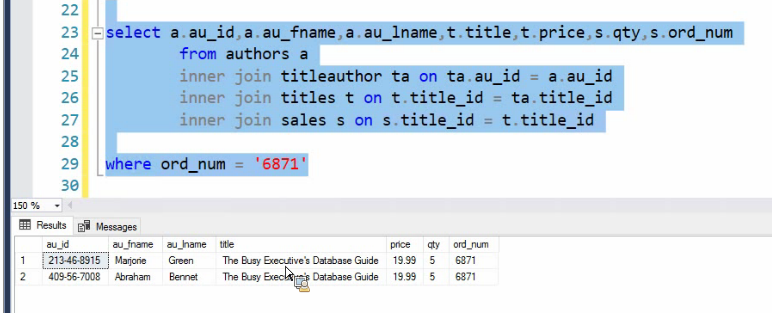 22
23 select a.au_id,a.au_fname,a.au_lname,t.title,t.price,s.qty,s.ord_num
24 from authors a
25 inner join titleauthor ta on ta.au_id = a.au_id
26 inner join titles t on t.title_id = ta.title_id
27 inner join sales s on s.title_id = t.title_id
28
29 where ord_num = '6871'
30
150 %
Results Messages
au_id au_fname au_lname title price qty ord_num
1 213-46-8915 Marjorie Green The Busy Executive's Database Guide 19.99 5 6871
2 409-56-7008 Abraham Bennet The Busy Executive's Database Guide 19.99 5 6871